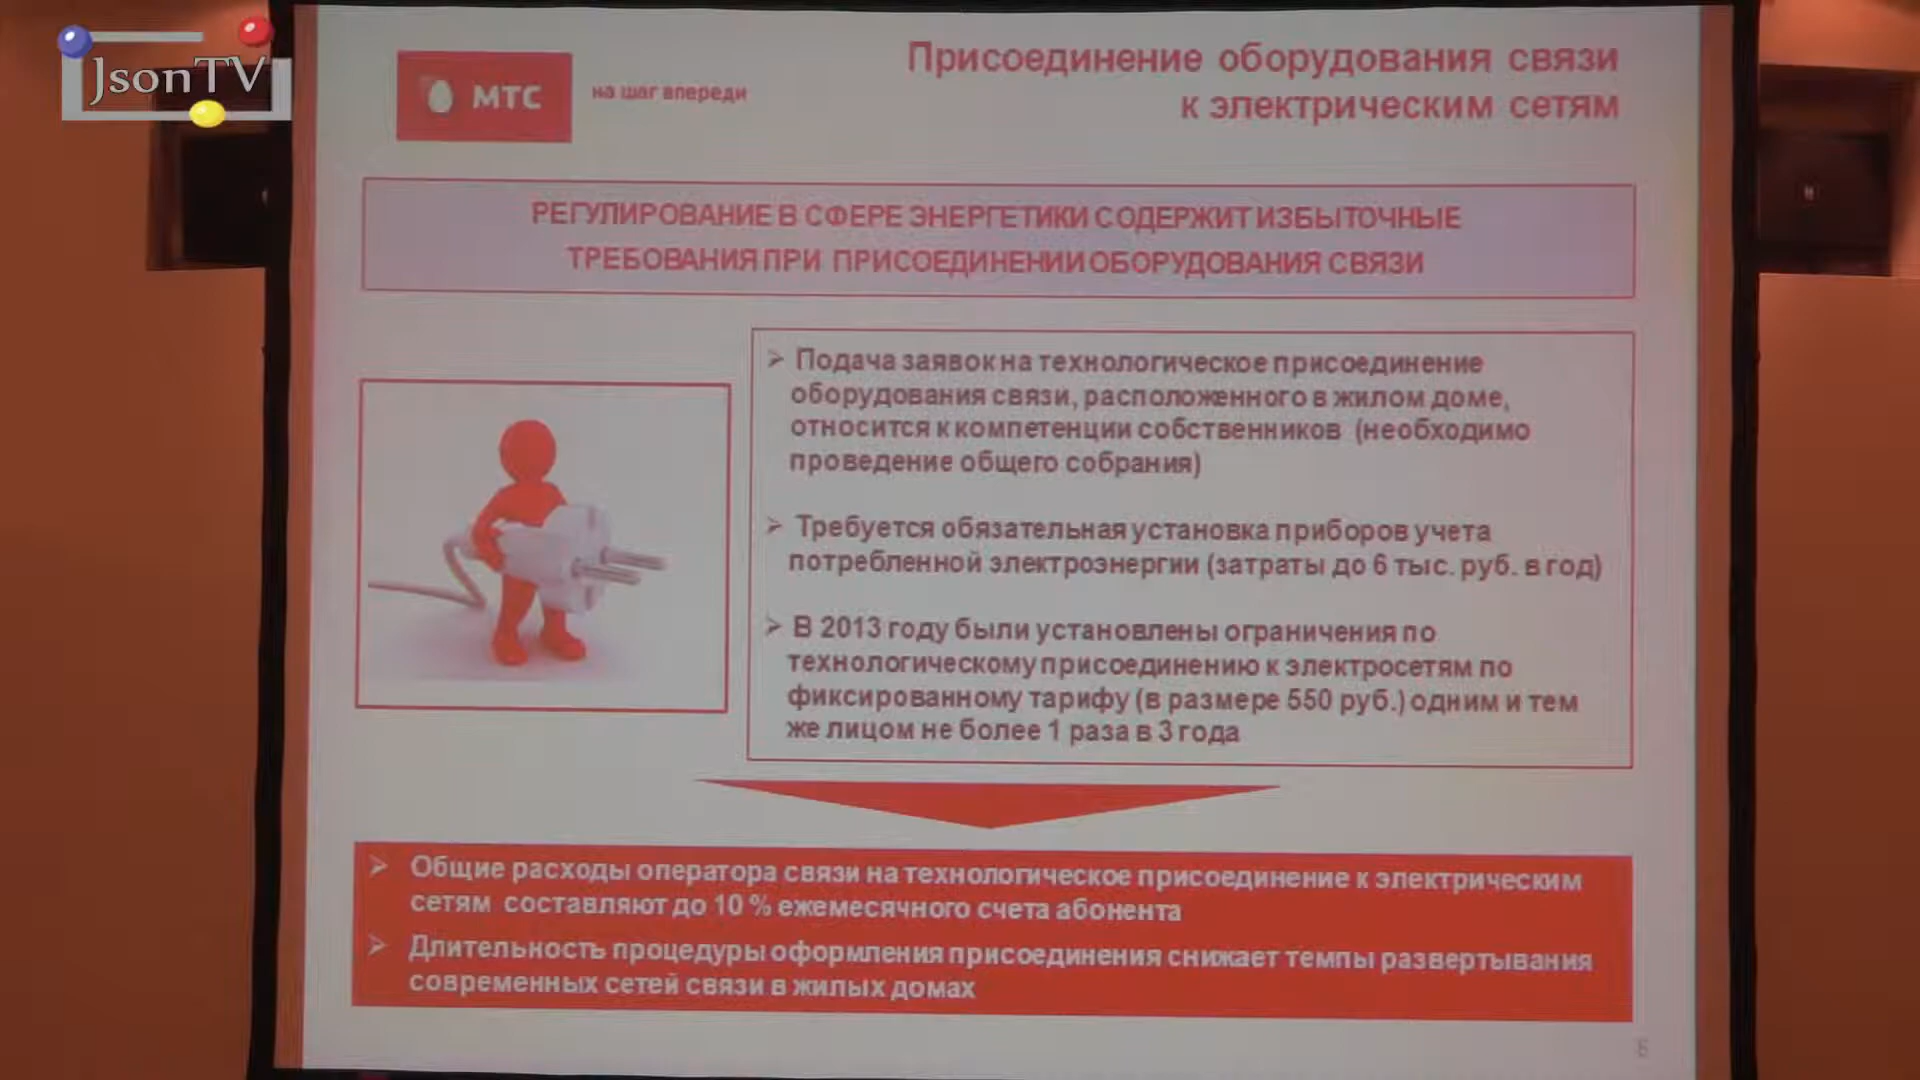 JsonTV
МТС
на шаг впереди
Присоединение оборудования связи
к электрическим сетям
РЕГУЛИРОВАНИЕ В СФЕРЕ ЭНЕРГЕТИКИ СОДЕРЖИТ ИЗБЫТОЧНЫЕ
ТРЕБОВАНИЯ ПРИ ПРИСОЕДИНЕНИИ ОБОРУДОВАНИЯ СВЯЗИ
➢ Подача заявок на технологическое присоединение
оборудования связи, расположенного в жилом доме,
относится к компетенции собственников (необходимо
проведение общего собрания)
➢ Требуется обязательная установка приборов учета
потребленной электроэнергии (затраты до 6 тыс. руб. в год)
➢ В 2013 году были установлены ограничения по
технологическому присоединению к электросетям по
фиксированному тарифу (в размере 550 руб.) одним и тем
же лицом не более 1 раза в 3 года
➢ Общие расходы оператора связи на технологическое присоединение к электрическим
сетям составляют до 10 % ежемесячного счета абонента
➢ Длительность процедуры оформления присоединения снижает темпы развертывания
современных сетей связи в жилых домах